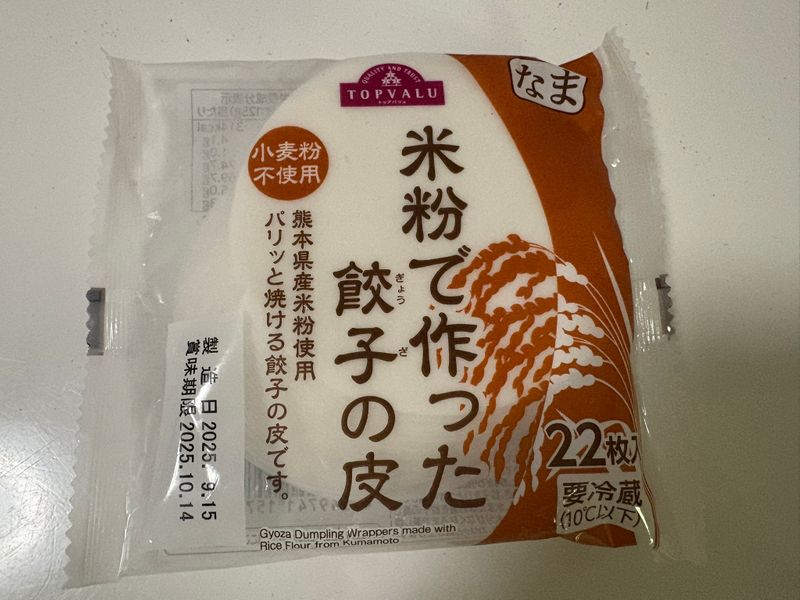 QUALITY AND TRUST
TOPVALU
トップバリュ
なま
小麦粉
不使用
米粉で作った
餃子の皮
ぎょうざ
熊本県産米粉使用
パリッと焼ける餃子の皮です。
製造日 2025. 9.15
賞味期限 2025.10.14
22枚入
要冷蔵
(10℃以下)
Gyoza Dumpling Wrappers made with
Rice Flour from Kumamoto